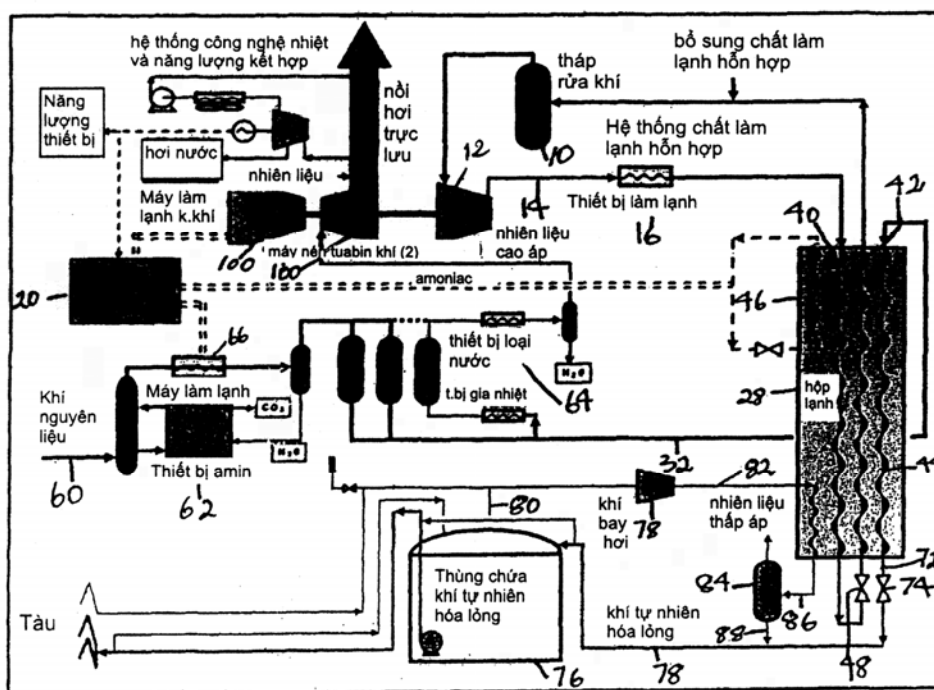 hệ thống công nghệ nhiệt
và năng lượng kết hợp
Năng
lượng
thiết bị
hơi nước
nhiên liệu
nồi
hơi
trực
lưu
tháp
rửa khí
10
bổ sung chất làm
lạnh hỗn hợp
Hệ thống chất làm
lạnh hỗn hợp
12
14
Thiết bị làm lạnh
16
nhiên liệu
cao áp
40
42
46
28
hộp
lạnh
44
Máy làm
lạnh k.khí
100
máy nén tuabin khí (2)
100
amoniac
20
66
Máy làm lạnh
CO₂
H₂O
Khí
nguyên
liệu
60
Thiết bị amin
62
thiết bị loại
nước
64
H₂O
t.bị gia nhiệt
32
80
khí
bay
hơi
78
82
nhiên liệu
thấp áp
84
86
88
72
74
48
Thùng chứa
khí tự nhiên
hóa lỏng
76
khí tự nhiên
hóa lỏng
78
Tàu